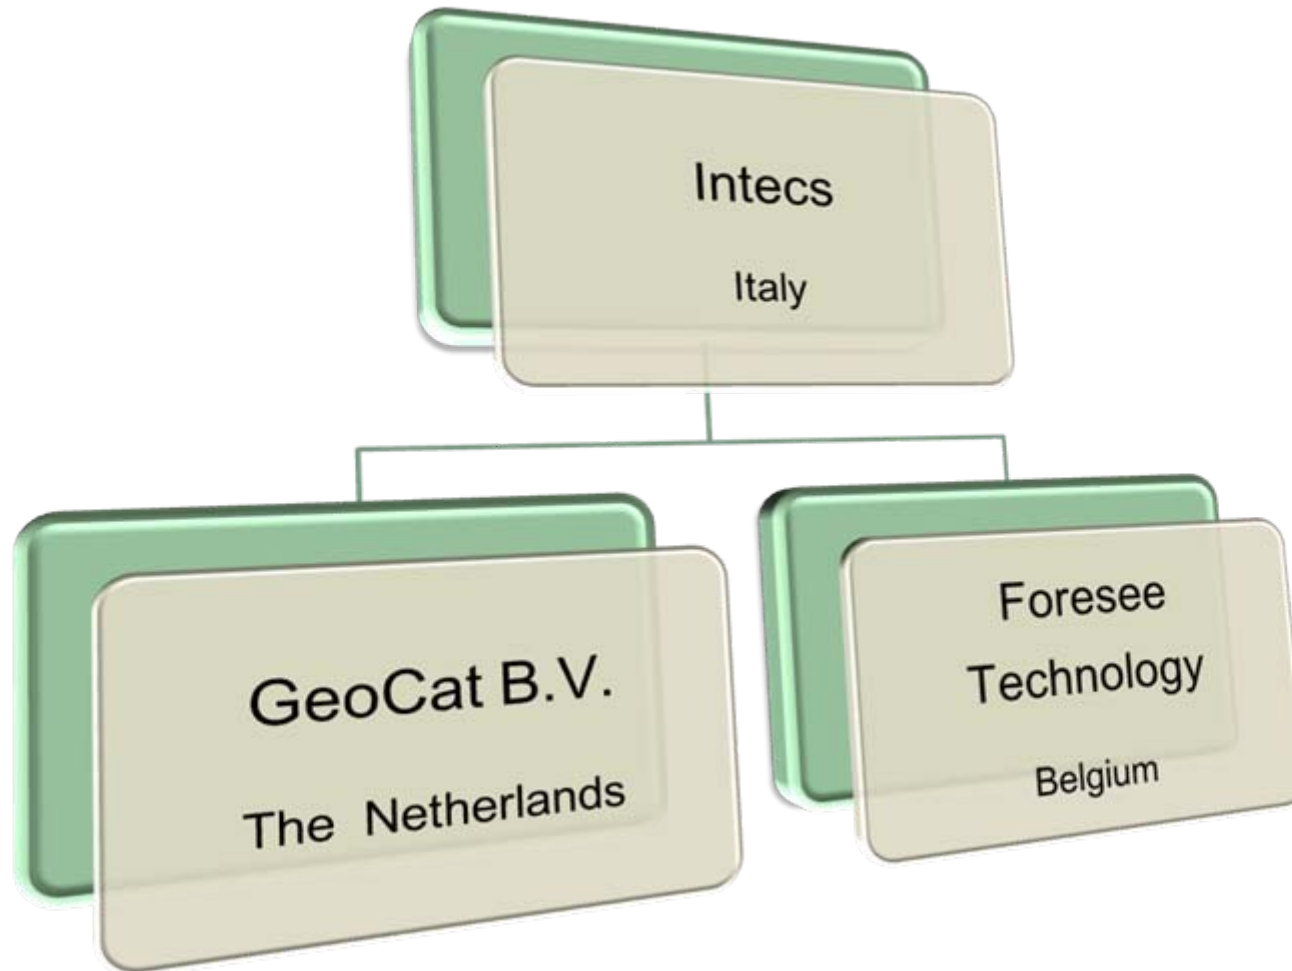 Intecs
Italy
GeoCat B.V.
The Netherlands
Foresee
Technology
Belgium